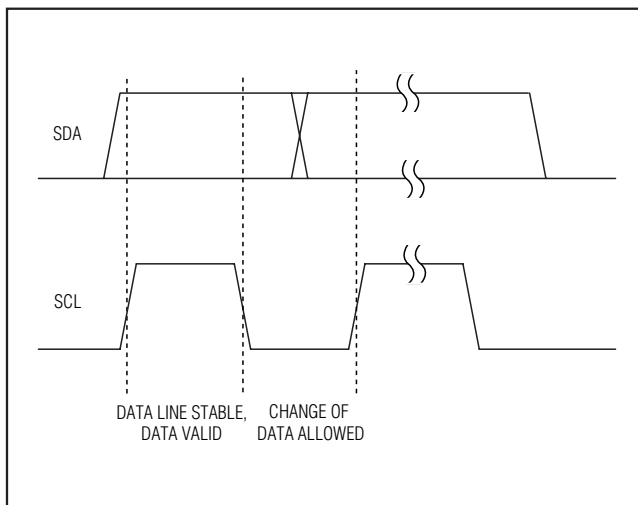 SDA
SCL
DATA LINE STABLE,
DATA VALID
CHANGE OF
DATA ALLOWED